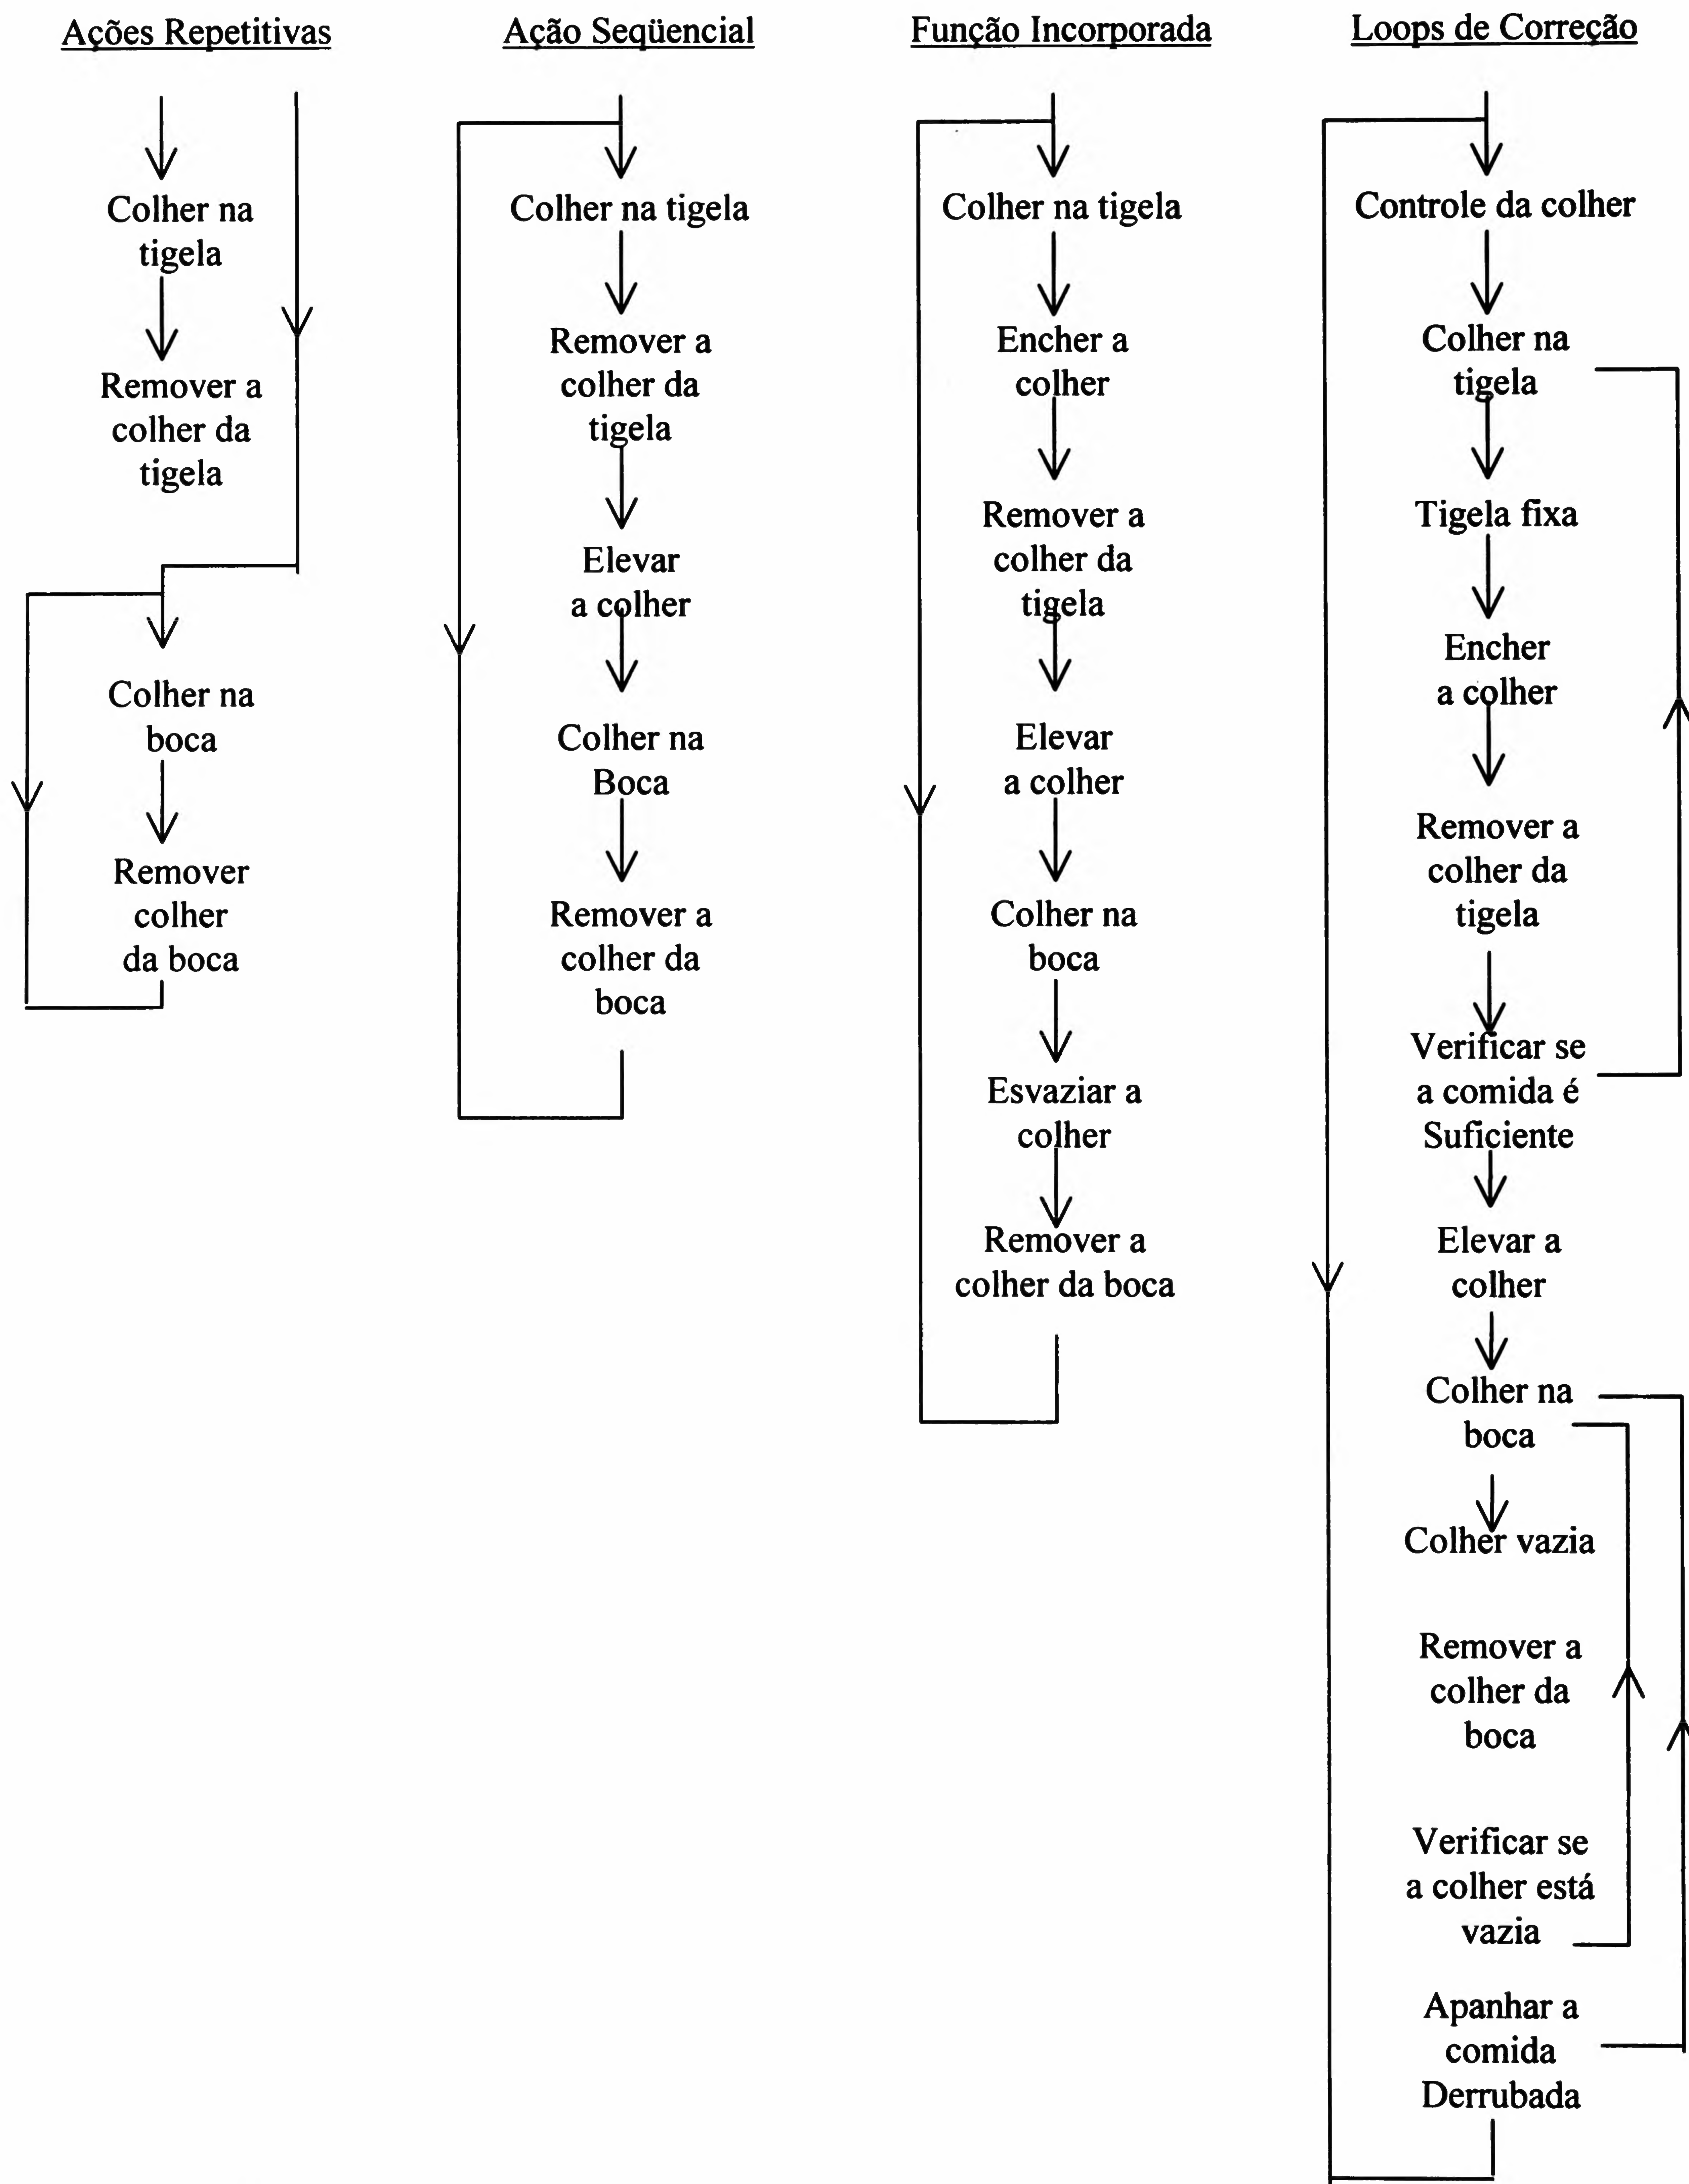 Ações Repetitivas
Colher na
tigela
Remover a
colher da
tigela
Colher na
boca
Remover
colher
da boca
Ação Seqüencial
Colher na tigela
Remover a
colher da
tigela
Elevar
a colher
Colher na
Boca
Remover a
colher da
boca
Função Incorporada
Colher na tigela
Encher a
colher
Remover a
colher da
tigela
Elevar
a colher
Colher na
boca
Esvaziar a
colher
Remover a
colher da boca
Loops de Correção
Controle da colher
Colher na
tigela
Tigela fixa
Encher
a colher
Remover a
colher da
tigela
Verificar se
a comida é
Suficiente
Elevar a
colher
Colher na
boca
Colher vazia
Remover a
colher da
boca
Verificar se
a colher está
vazia
Apanhar a
comida
Derrubada